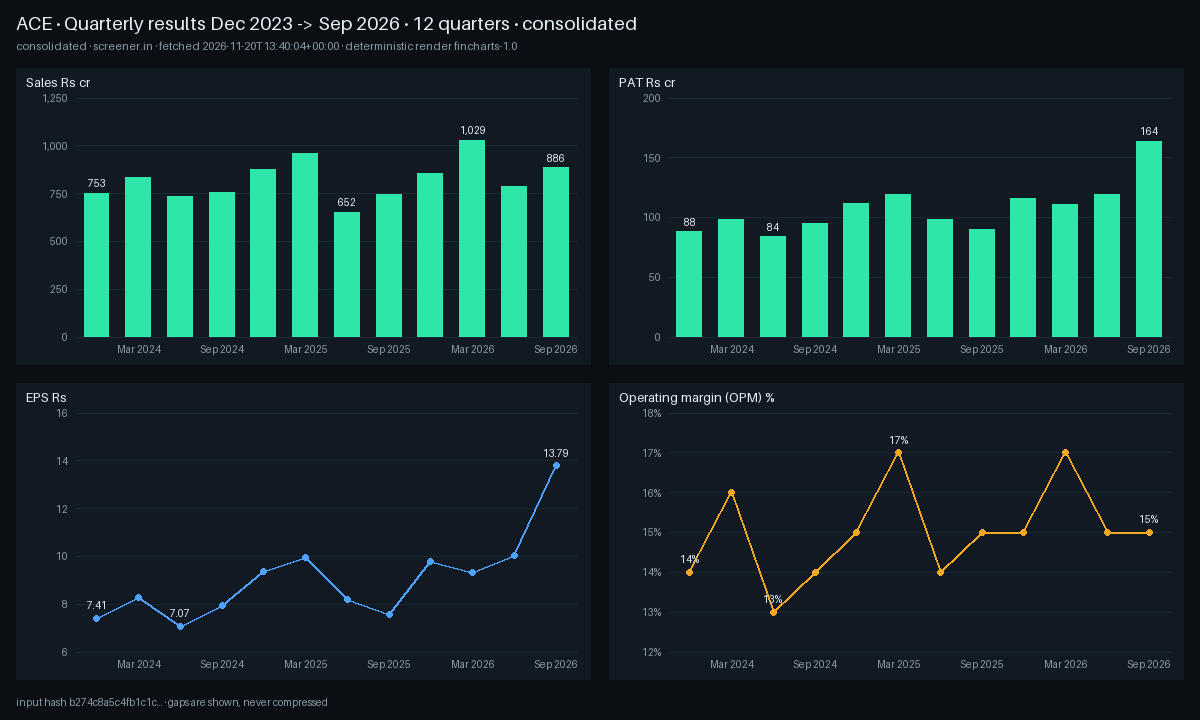 ACE · Quarterly results Dec 2023 -> Sep 2026 · 12 quarters · consolidated
consolidated · screener.in · fetched 2026-11-20T13:40:04+00:00 · deterministic render fincharts-1.0
Sales Rs cr
1,250
1,000
750
500
250
0
753
652
1,029
886
Mar 2024
Sep 2024
Mar 2025
Sep 2025
Mar 2026
Sep 2026
PAT Rs cr
200
150
100
50
0
88
84
164
Mar 2024
Sep 2024
Mar 2025
Sep 2025
Mar 2026
Sep 2026
EPS Rs
16
14
12
10
8
6
7.41
7.07
13.79
Mar 2024
Sep 2024
Mar 2025
Sep 2025
Mar 2026
Sep 2026
Operating margin (OPM) %
18%
17%
16%
15%
14%
13%
12%
14%
13%
17%
15%
Mar 2024
Sep 2024
Mar 2025
Sep 2025
Mar 2026
Sep 2026
input hash b274c8a5c4fb1c1c… · gaps are shown, never compressed